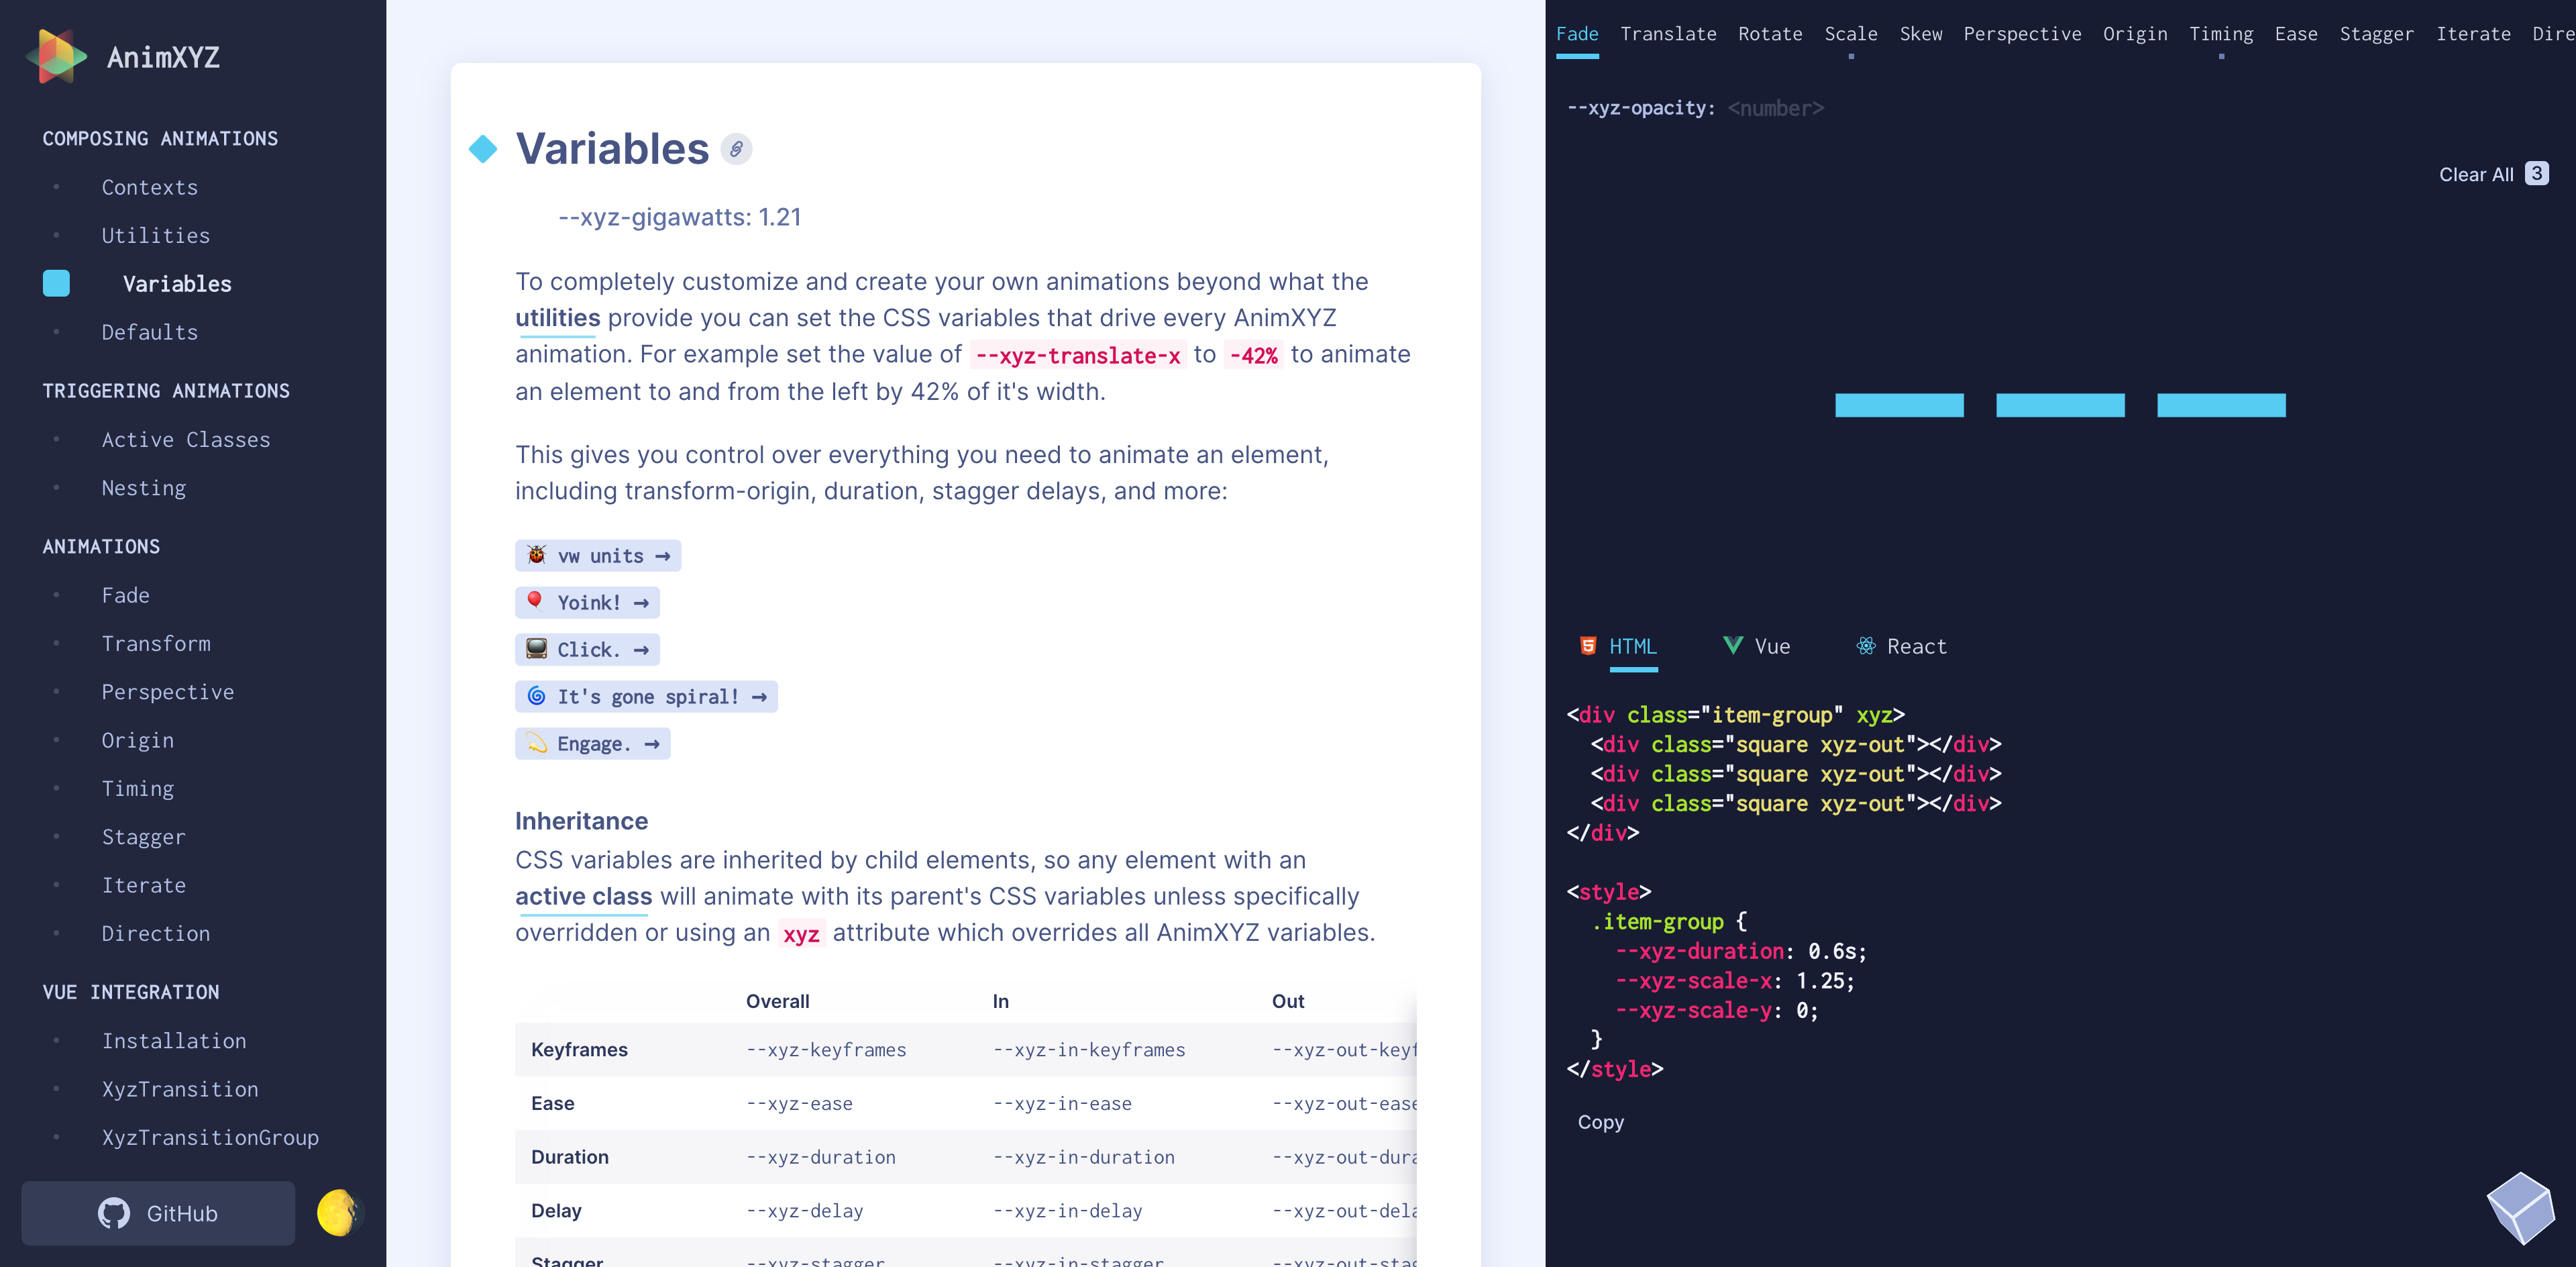 AnimXYZ
COMPOSING ANIMATIONS
Contexts
Utilities
Variables
Defaults
TRIGGERING ANIMATIONS
Active Classes
Nesting
ANIMATIONS
Fade
Transform
Perspective
Origin
Timing
Stagger
Iterate
Direction
VUE INTEGRATION
Installation
XyzTransition
XyzTransitionGroup
GitHub
Variables
--xyz-gigawatts: 1.21
To completely customize and create your own animations beyond what the
utilities provide you can set the CSS variables that drive every AnimXYZ
animation. For example set the value of --xyz-translate-x to -42% to animate
an element to and from the left by 42% of it's width.
This gives you control over everything you need to animate an element,
including transform-origin, duration, stagger delays, and more:
🐞 vw units →
🎈 Yoink! →
📺 Click. →
🌀 It's gone spiral! →
💫 Engage. →
Inheritance
CSS variables are inherited by child elements, so any element with an
active class will animate with its parent's CSS variables unless specifically
overridden or using an xyz attribute which overrides all AnimXYZ variables.
Overall In Out
Keyframes --xyz-keyframes --xyz-in-keyframes --xyz-out-keyf
Ease --xyz-ease --xyz-in-ease --xyz-out-ease
Duration --xyz-duration --xyz-in-duration --xyz-out-dura
Delay --xyz-delay --xyz-in-delay --xyz-out-dela
Stagger --xyz-stagger --xyz-in-stagger --xyz-out-stag
Fade Translate Rotate Scale Skew Perspective Origin Timing Ease Stagger Iterate Dire
--xyz-opacity: <number>
Clear All 3
HTML Vue React
<div class="item-group" xyz>
  <div class="square xyz-out"></div>
  <div class="square xyz-out"></div>
  <div class="square xyz-out"></div>
</div>
<style>
  .item-group {
    --xyz-duration: 0.6s;
    --xyz-scale-x: 1.25;
    --xyz-scale-y: 0;
  }
</style>
Copy